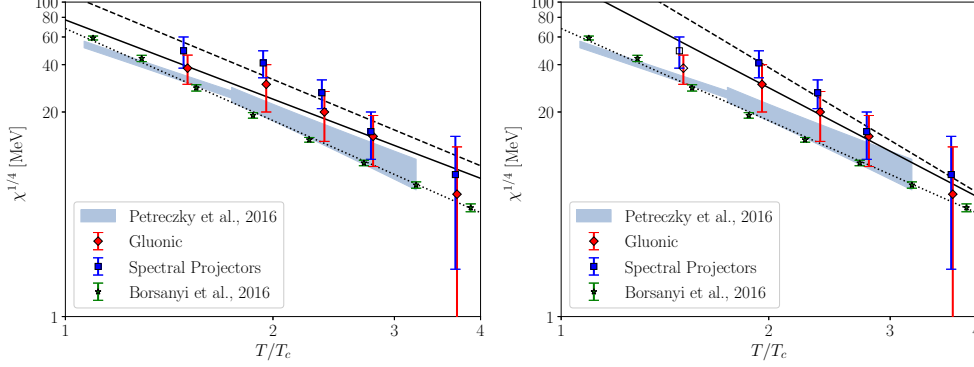 100
80
60
40
20
1
χ^{1/4} [MeV]
Petreczky et al., 2016
Gluonic
Spectral Projectors
Borsanyi et al., 2016
1
2
3
4
T/T_c
100
80
60
40
20
1
χ^{1/4} [MeV]
Petreczky et al., 2016
Gluonic
Spectral Projectors
Borsanyi et al., 2016
1
2
3
4
T/T_c